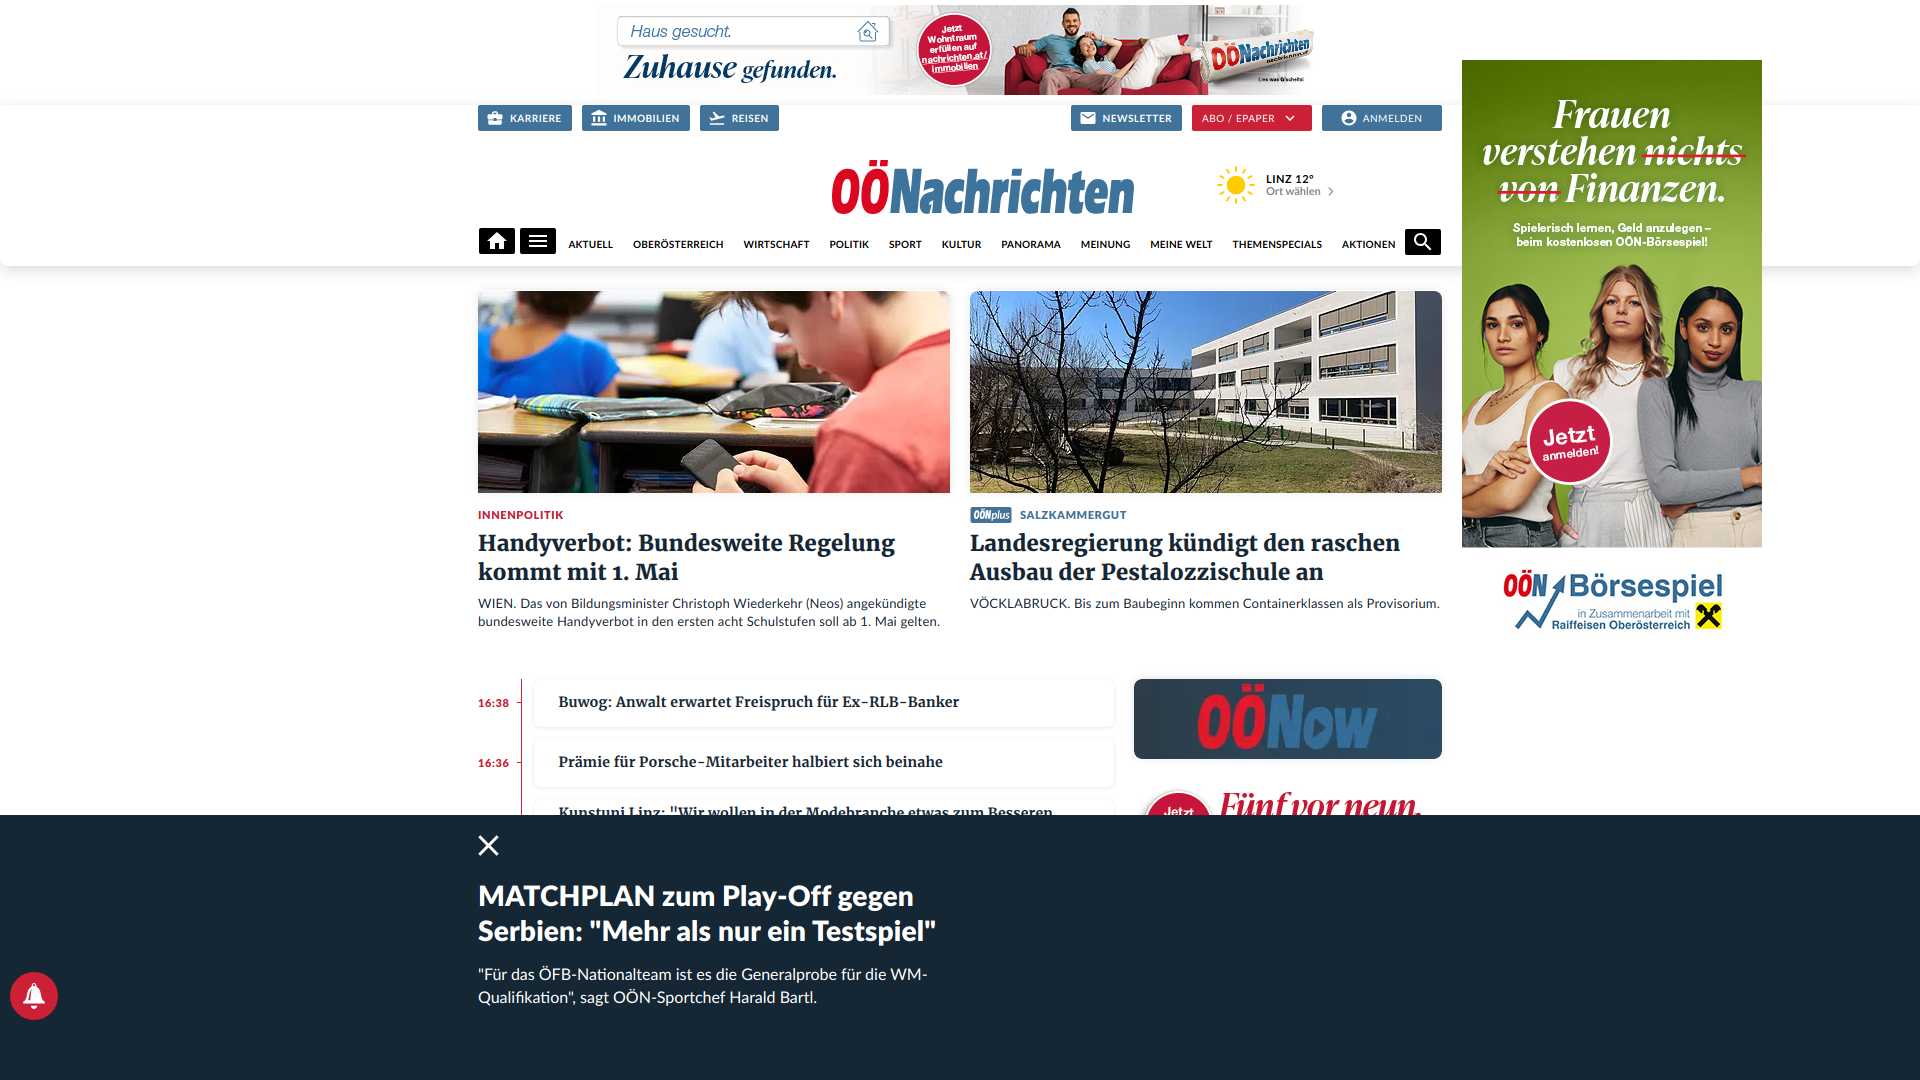 Haus gesucht.
Zuhause gefunden.
Jetzt
Wohntraum
erfüllen auf
nachrichten.at/
immobilien
OÖNachrichten
Lies was G'scheits!
KARRIERE
IMMOBILIEN
REISEN
NEWSLETTER
ABO / EPAPER
ANMELDEN
OÖNachrichten
LINZ 12°
Ort wählen
AKTUELL
OBERÖSTERREICH
WIRTSCHAFT
POLITIK
SPORT
KULTUR
PANORAMA
MEINUNG
MEINE WELT
THEMENSPECIALS
AKTIONEN
Frauen
verstehen nichts
von Finanzen.
Spielerisch lernen, Geld anzulegen –
beim kostenlosen OÖN-Börsespiel!
Jetzt
anmelden!
OÖN Börsespiel
in Zusammenarbeit mit
Raiffeisen Oberösterreich
INNENPOLITIK
Handyverbot: Bundesweite Regelung
kommt mit 1. Mai
WIEN. Das von Bildungsminister Christoph Wiederkehr (Neos) angekündigte
bundesweite Handyverbot in den ersten acht Schulstufen soll ab 1. Mai gelten.
OÖNplus SALZKAMMERGUT
Landesregierung kündigt den raschen
Ausbau der Pestalozzischule an
VÖCKLABRUCK. Bis zum Baubeginn kommen Containerklassen als Provisorium.
16:38 Buwog: Anwalt erwartet Freispruch für Ex-RLB-Banker
16:36 Prämie für Porsche-Mitarbeiter halbiert sich beinahe
Kunstuni Linz: "Wir wollen in der Modebranche etwas zum Besseren
OÖNow
Jetzt
Fünf vor neun.
MATCHPLAN zum Play-Off gegen
Serbien: "Mehr als nur ein Testspiel"
"Für das ÖFB-Nationalteam ist es die Generalprobe für die WM-
Qualifikation", sagt OÖN-Sportchef Harald Bartl.